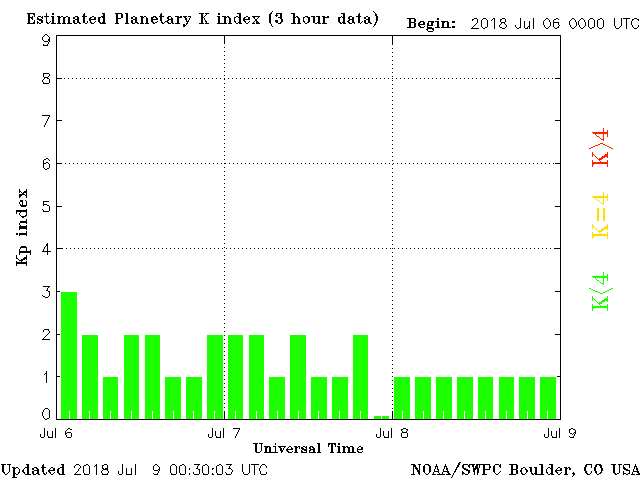 Estimated Planetary K index (3 hour data) Begin: 2018 Jul 06 0000 UTC
9
8
7
6
5
4
3
2
1
0
Kp index
K>4
K=4
K<4
Jul 6 Jul 7 Jul 8 Jul 9
Universal Time
Updated 2018 Jul 9 00:30:03 UTC NOAA/SWPC Boulder, CO USA